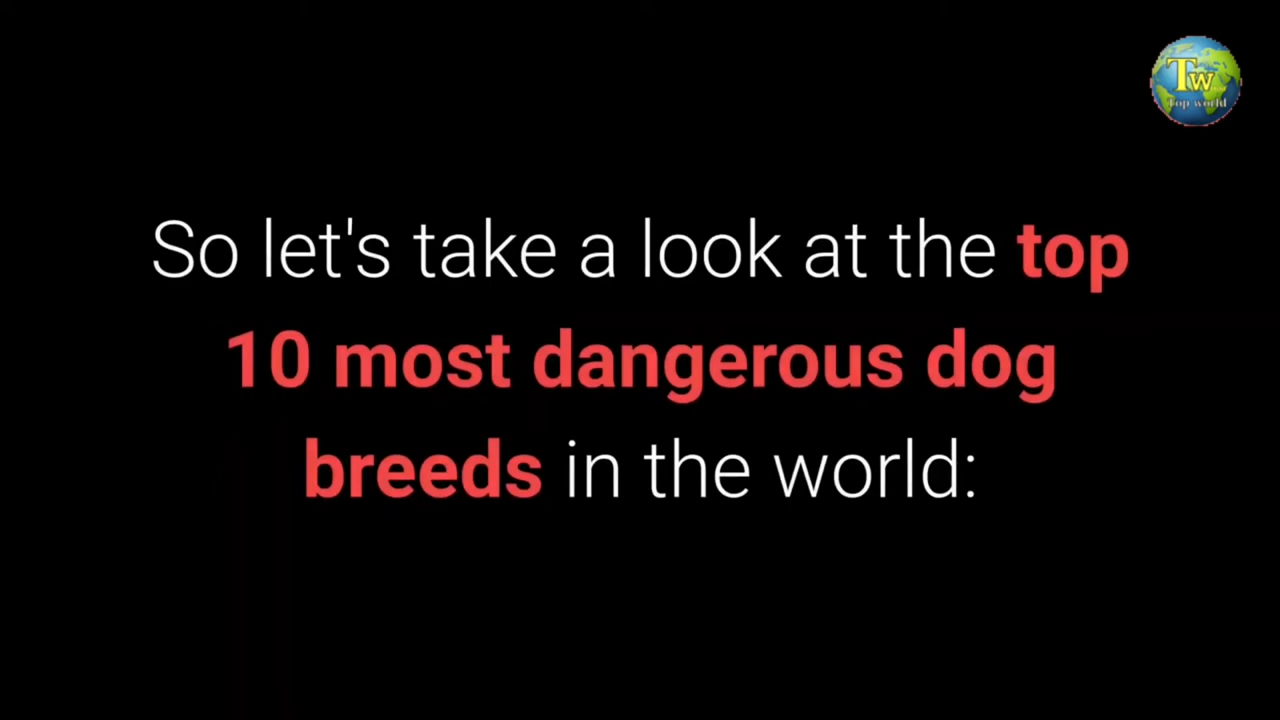 Tw
Top world
So let's take a look at the top
10 most dangerous dog
breeds in the world: